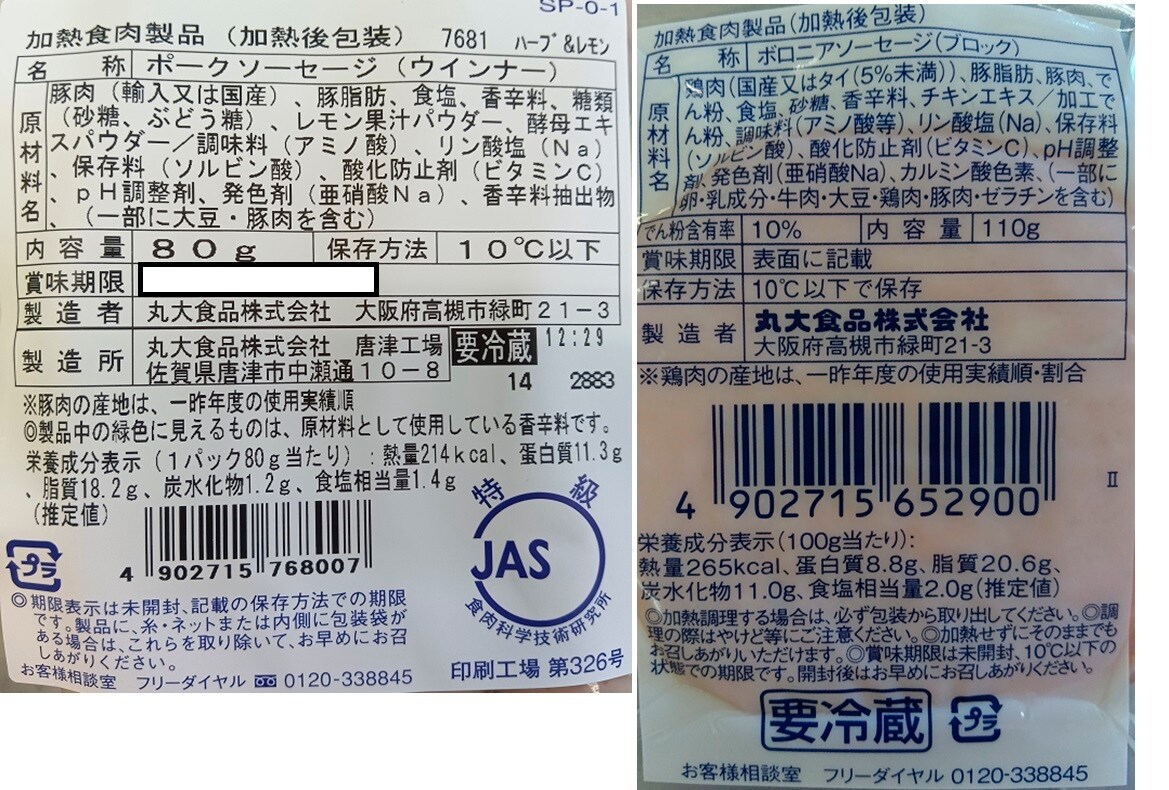 SP-0-1
加熱食肉製品（加熱後包装） 7681 ハーブ&レモン
名称 ポークソーセージ（ウインナー）
原材料名 豚肉（輸入又は国産）、豚脂肪、食塩、香辛料、糖類
（砂糖、ぶどう糖）、レモン果汁パウダー、酵母エキ
スパウダー／調味料（アミノ酸）、リン酸塩（Na）
、保存料（ソルビン酸）、酸化防止剤（ビタミンC）
、pH調整剤、発色剤（亜硝酸Na）、香辛料抽出物
、（一部に大豆・豚肉を含む）
内容量 80g 保存方法 10℃以下
賞味期限
製造者 丸大食品株式会社 大阪府高槻市緑町21-3
製造所 丸大食品株式会社 唐津工場
佐賀県唐津市中瀬通10-8
要冷蔵 12:29
14 2883
※豚肉の産地は、一昨年度の使用実績順
◎製品中の緑色に見えるものは、原材料として使用している香辛料です。
栄養成分表示（1パック80g当たり）:熱量214kcal、蛋白質11.3g
、脂質18.2g、炭水化物1.2g、食塩相当量1.4g
（推定値）
4 902715 768007
プラ
特級
JAS
食肉科学技術研究所
◎期限表示は未開封、記載の保存方法での期限
です。製品に、糸・ネットまたは内側に包装袋が
ある場合は、これらを取り除いて、お早めにお召
しあがりください。
お客様相談室 フリーダイヤル 0120-338845
印刷工場 第326号
加熱食肉製品(加熱後包装)
名称 ボロニアソーセージ(ブロック)
原材料名 鶏肉(国産又はタイ(5%未満))、豚脂肪、豚肉、で
ん粉、食塩、砂糖、香辛料、チキンエキス／加工で
ん粉、調味料(アミノ酸等)、リン酸塩(Na)、保存料
(ソルビン酸)、酸化防止剤(ビタミンC)、pH調整
剤、発色剤(亜硝酸Na)、カルミン酸色素、(一部に
卵・乳成分・牛肉・大豆・鶏肉・豚肉・ゼラチンを含む)
でん粉含有率 10% 内容量 110g
賞味期限 表面に記載
保存方法 10℃以下で保存
製造者 丸大食品株式会社
大阪府高槻市緑町21-3
※鶏肉の産地は、一昨年度の使用実績順・割合
II
4 902715 652900
栄養成分表示(100g当たり):
熱量265kcal、蛋白質8.8g、脂質20.6g、
炭水化物11.0g、食塩相当量2.0g(推定値)
◎加熱調理する場合は、必ず包装から取り出してください。◎調
理の際はやけど等にご注意ください。◎加熱せずにそのままでも
お召しあがりいただけます。◎賞味期限は未開封、10℃以下の
状態での期限です。開封後はお早めにお召しあがりください。
要冷蔵 プラ
お客様相談室 フリーダイヤル 0120-338845